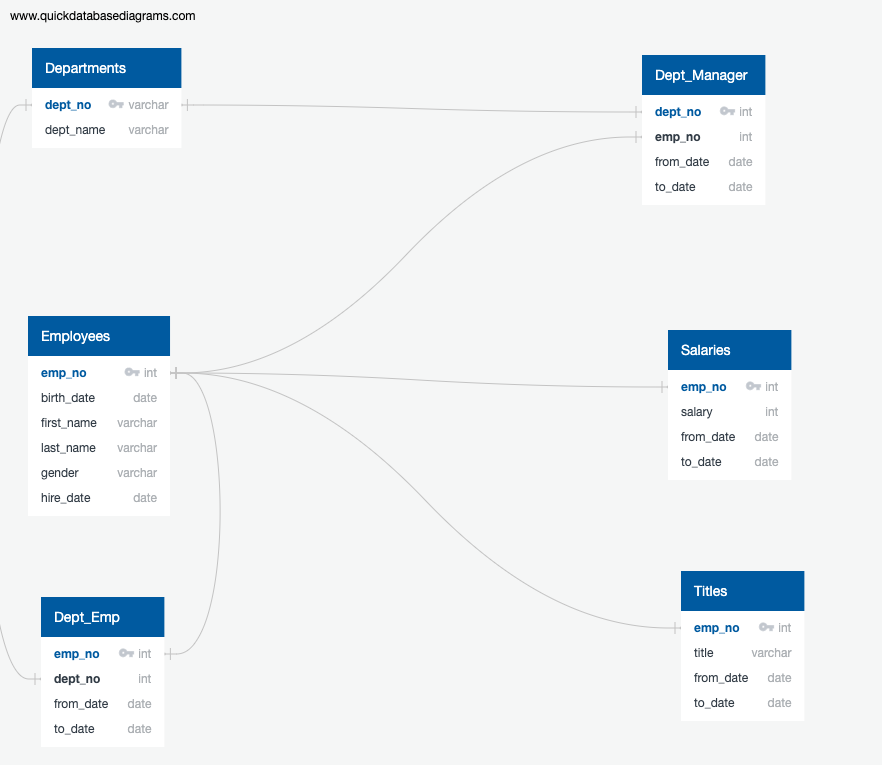 www.quickdatabasediagrams.com
Departments
dept_no varchar
dept_name varchar
Dept_Manager
dept_no int
emp_no int
from_date date
to_date date
Employees
emp_no int
birth_date date
first_name varchar
last_name varchar
gender varchar
hire_date date
Salaries
emp_no int
salary int
from_date date
to_date date
Dept_Emp
emp_no int
dept_no int
from_date date
to_date date
Titles
emp_no int
title varchar
from_date date
to_date date